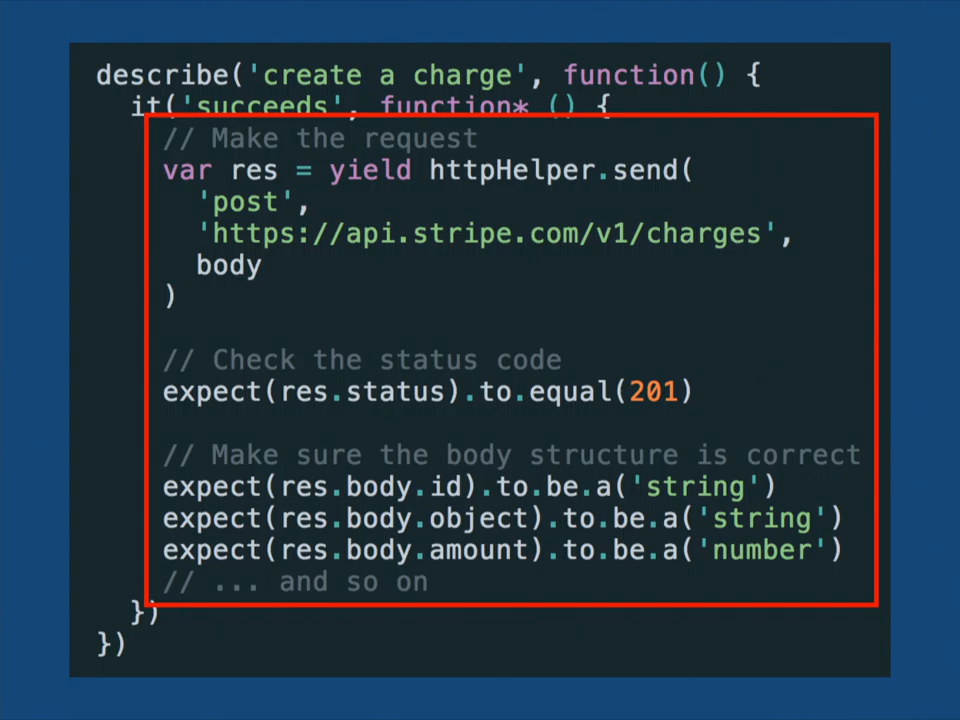 describe('create a charge', function() {
it('succeeds', function* () {
// Make the request
var res = yield httpHelper.send(
'post',
'https://api.stripe.com/v1/charges',
body
)
// Check the status code
expect(res.status).to.equal(201)
// Make sure the body structure is correct
expect(res.body.id).to.be.a('string')
expect(res.body.object).to.be.a('string')
expect(res.body.amount).to.be.a('number')
// ... and so on
})
})